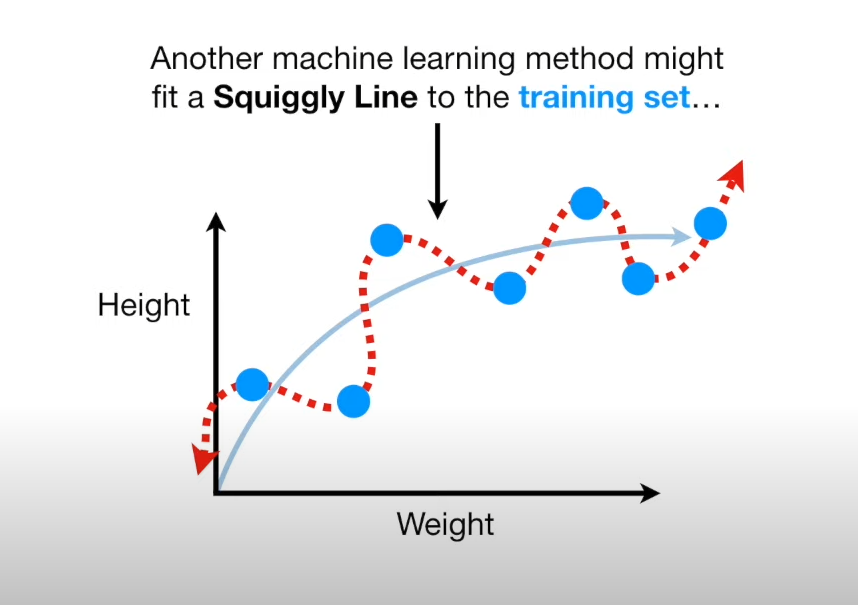 Another machine learning method might
fit a Squiggly Line to the training set…
Height
Weight